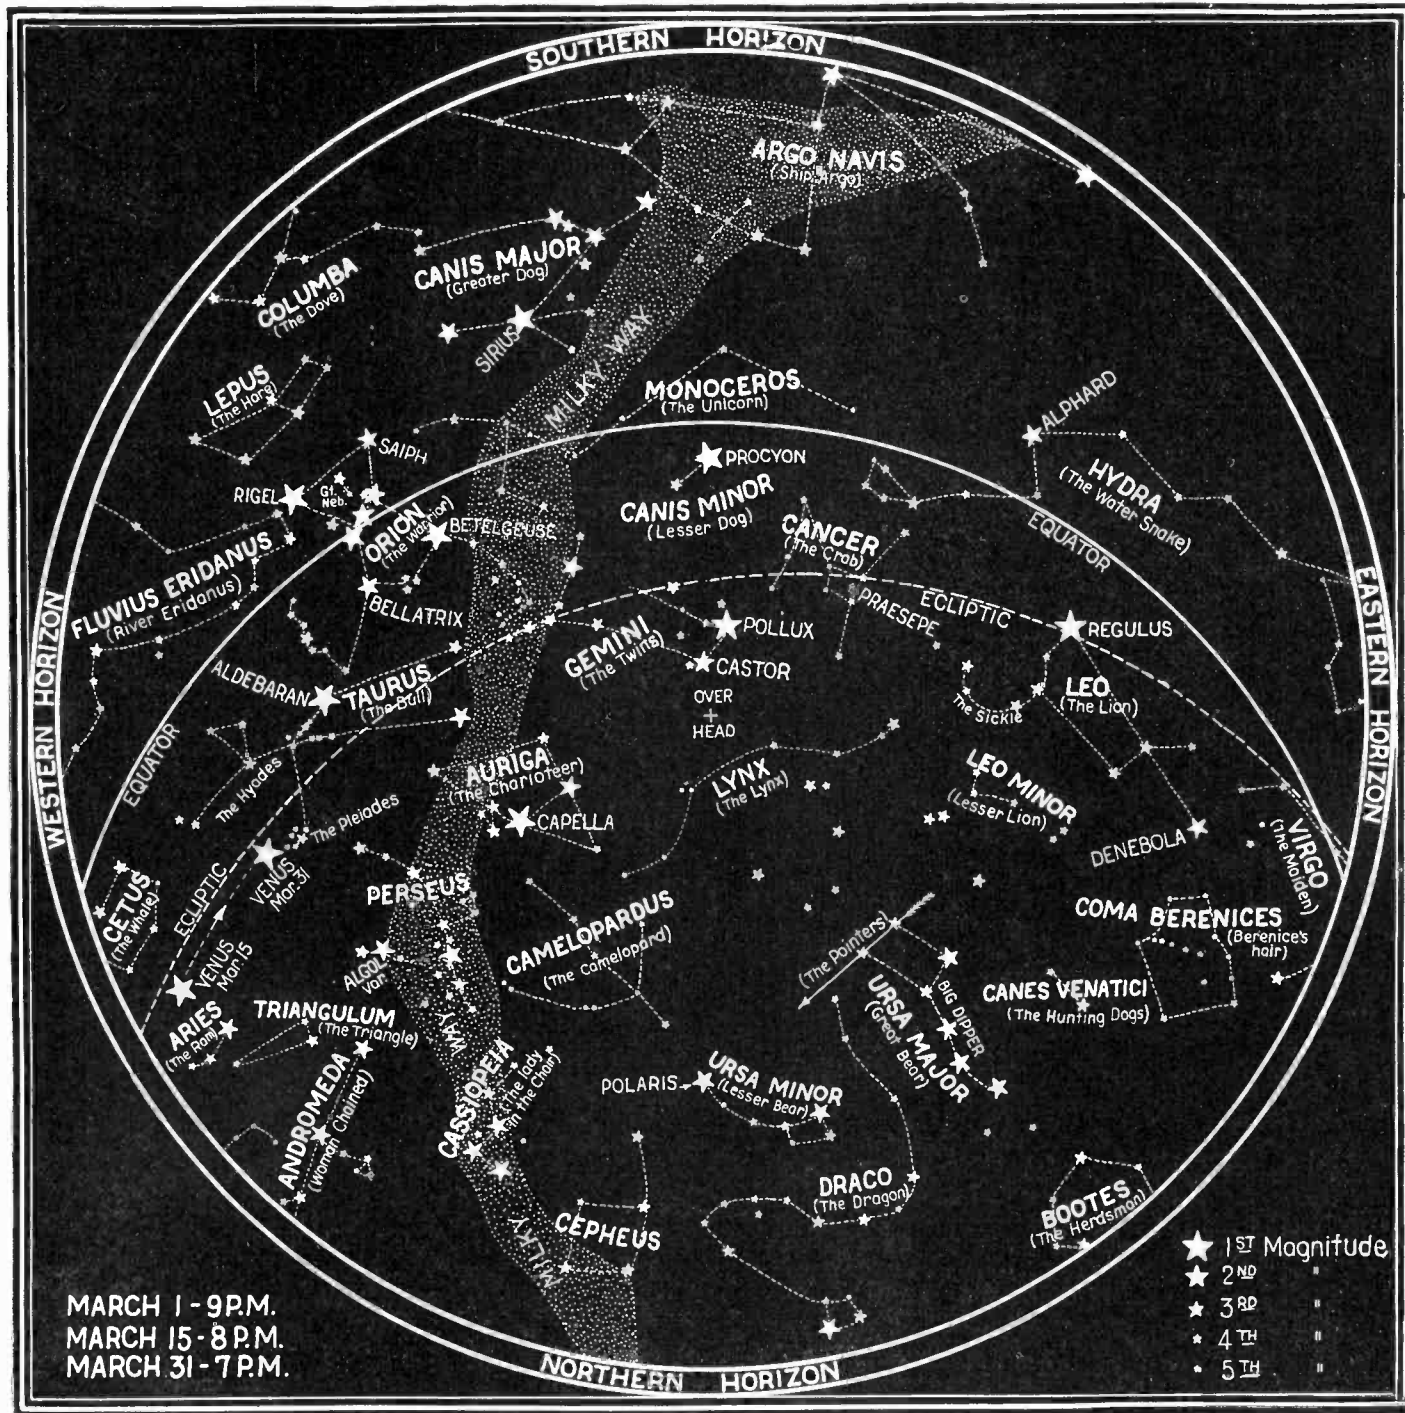 SOUTHERN HORIZON
ARGO NAVIS
(Ship Argo)
CANIS MAJOR
(Greater Dog)
COLUMBA
(The Dove)
SIRIUS
MILKY WAY
LEPUS
(The Hare)
MONOCEROS
(The Unicorn)
ALPHARD
SAIPH
PROCYON
HYDRA
(The Water Snake)
RIGEL
Gt.
Neb.
CANIS MINOR
(Lesser Dog)
ORION
(The Warrior)
BETELGEUSE
CANCER
(The Crab)
EQUATOR
FLUVIUS ERIDANUS
(River Eridanus)
BELLATRIX
PRAESEPE
ECLIPTIC
EASTERN HORIZON
WESTERN HORIZON
GEMINI
(The Twins)
POLLUX
REGULUS
CASTOR
ALDEBARAN
TAURUS
(The Bull)
OVER
+
HEAD
The Sickle
LEO
(The Lion)
EQUATOR
The Hyades
AURIGA
(The Charioteer)
LYNX
(The Lynx)
LEO MINOR
(Lesser Lion)
The Pleiades
CAPELLA
DENEBOLA
VIRGO
(The Maiden)
VENUS
Mar. 31
ECLIPTIC
CETUS
(The Whale)
PERSEUS
CAMELOPARDUS
(The Camelopard)
COMA BERENICES
(Berenice's
hair)
(The Pointers)
ALGOL
Var.
VENUS
Mar. 15
BIG DIPPER
URSA MAJOR
(Great Bear)
CANES VENATICI
(The Hunting Dogs)
ARIES
(The Ram)
TRIANGULUM
(The Triangle)
WAY
CASSIOPEIA
(The lady
in the Chair)
POLARIS
URSA MINOR
(Lesser Bear)
ANDROMEDA
(Woman Chained)
DRACO
(The Dragon)
BOOTES
(The Herdsman)
CEPHEUS
MILKY
1ST Magnitude
2ND "
3RD "
4TH "
5TH "
MARCH 1 - 9 P.M.
MARCH 15 - 8 P.M.
MARCH 31 - 7 P.M.
NORTHERN HORIZON